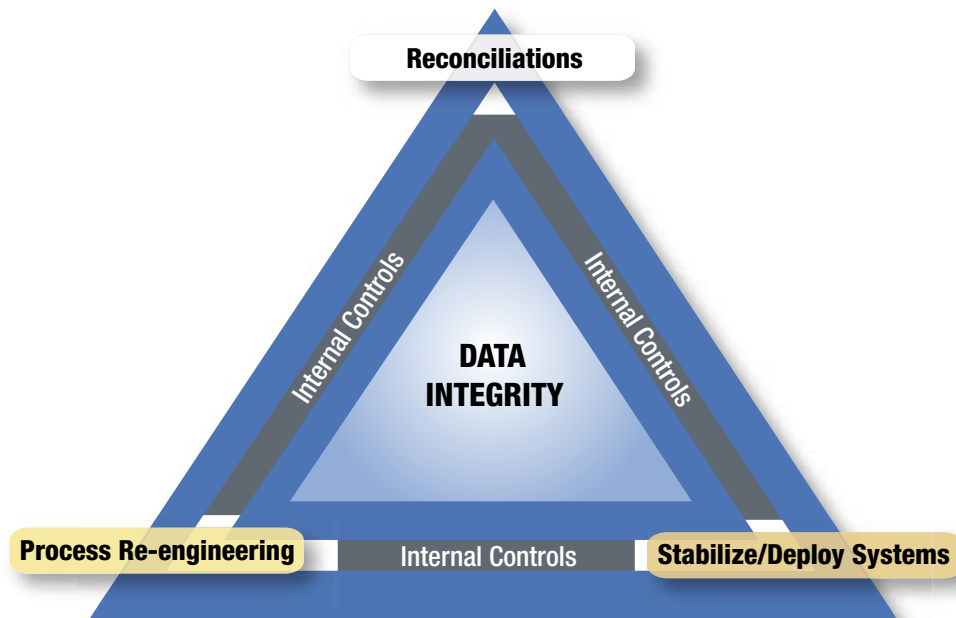 Reconciliations
Internal Controls
Internal Controls
DATA
INTEGRITY
Process Re-engineering
Internal Controls
Stabilize/Deploy Systems